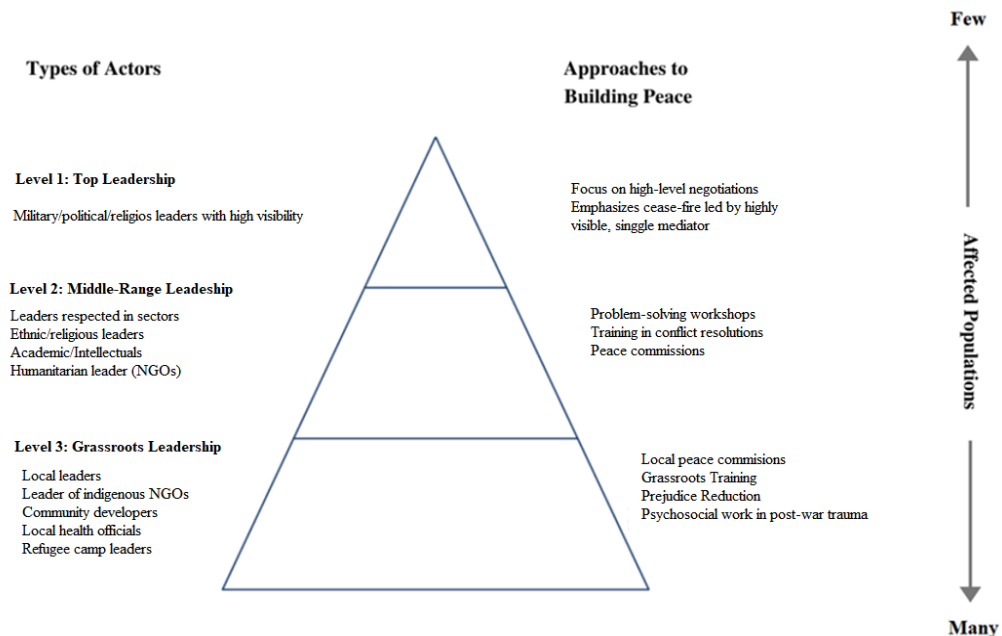 Few
Types of Actors
Approaches to
Building Peace
Level 1: Top Leadership
Military/political/religios leaders with high visibility
Focus on high-level negotiations
Emphasizes cease-fire led by highly
visible, singgle mediator
Affected Populations
Level 2: Middle-Range Leadeship
Leaders respected in sectors
Ethnic/religious leaders
Academic/Intellectuals
Humanitarian leader (NGOs)
Problem-solving workshops
Training in conflict resolutions
Peace commissions
Level 3: Grassroots Leadership
Local leaders
Leader of indigenous NGOs
Community developers
Local health officials
Refugee camp leaders
Local peace commisions
Grassroots Training
Prejudice Reduction
Psychosocial work in post-war trauma
Many